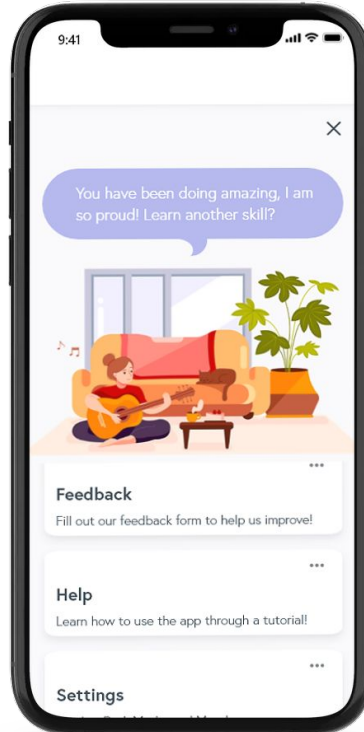 9:41
You have been doing amazing, I am
so proud! Learn another skill?
Feedback
Fill out our feedback form to help us improve!
Help
Learn how to use the app through a tutorial!
Settings